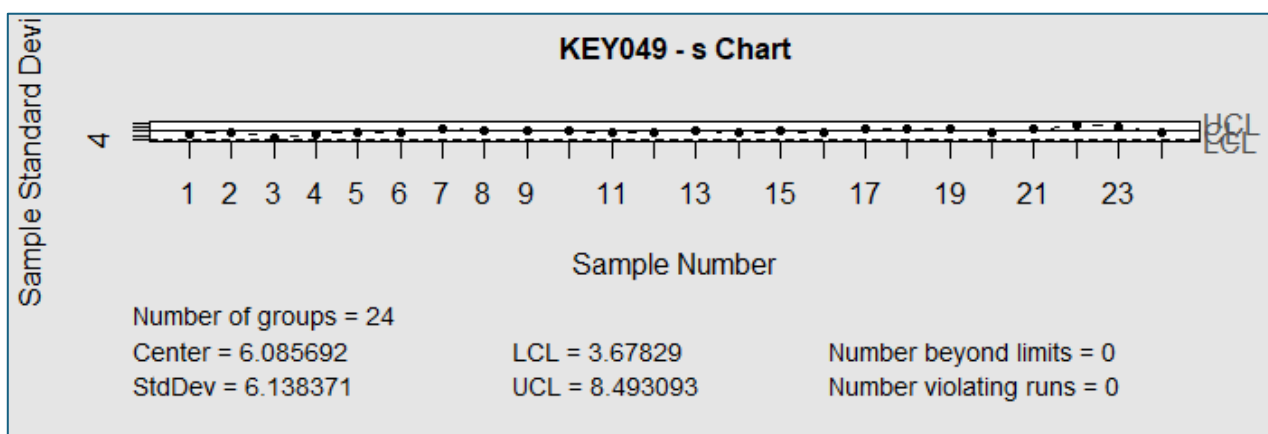 KEY049 - s Chart
Sample Standard Devi
4
UCL
CL
LCL
1 2 3 4 5 6 7 8 9 11 13 15 17 19 21 23
Sample Number
Number of groups = 24
Center = 6.085692 LCL = 3.67829 Number beyond limits = 0
StdDev = 6.138371 UCL = 8.493093 Number violating runs = 0